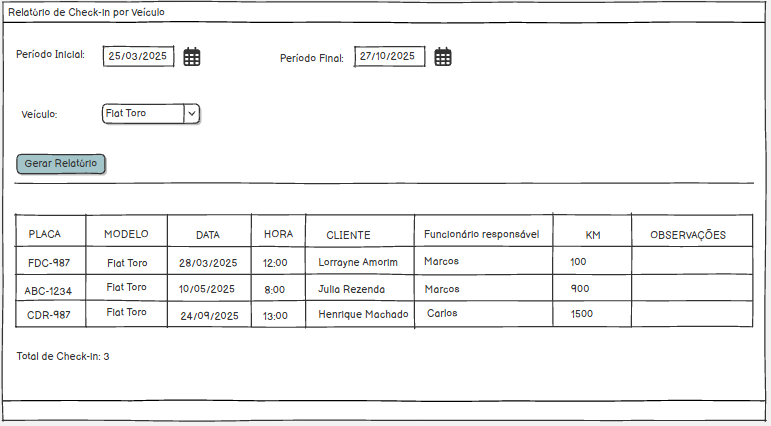 Relatório de Check-in por Veículo
Período Inicial: 25/03/2025 Período Final: 27/10/2025
Veículo: Fiat Toro
Gerar Relatório
PLACA MODELO DATA HORA CLIENTE Funcionário responsável KM OBSERVAÇÕES
FDC-987 Fiat Toro 28/03/2025 12:00 Lorrayne Amorim Marcos 100
ABC-1234 Fiat Toro 10/05/2025 8:00 Julia Rezenda Marcos 900
CDR-987 Fiat Toro 24/09/2025 13:00 Henrique Machado Carlos 1500
Total de Check-in: 3